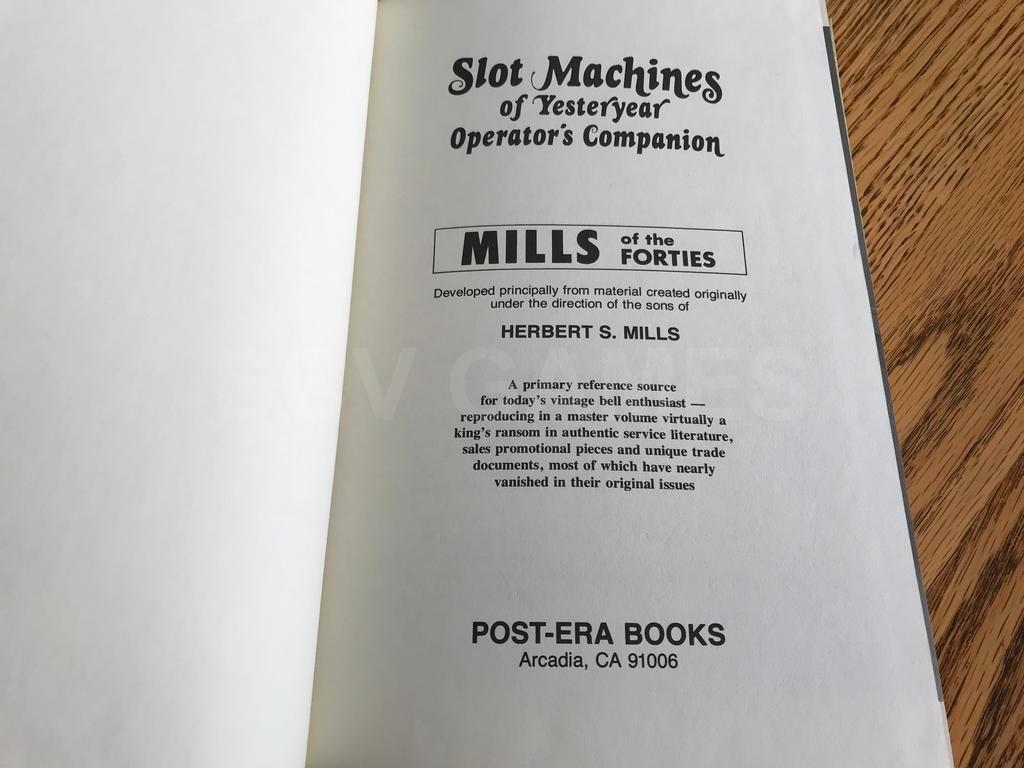 Slot Machines
of Yesteryear
Operator's Companion
MILLS of the FORTIES
Developed principally from material created originally
under the direction of the sons of
HERBERT S. MILLS
SCV GAMES
A primary reference source
for today's vintage bell enthusiast —
reproducing in a master volume virtually a
king's ransom in authentic service literature,
sales promotional pieces and unique trade
documents, most of which have nearly
vanished in their original issues
POST-ERA BOOKS
Arcadia, CA 91006